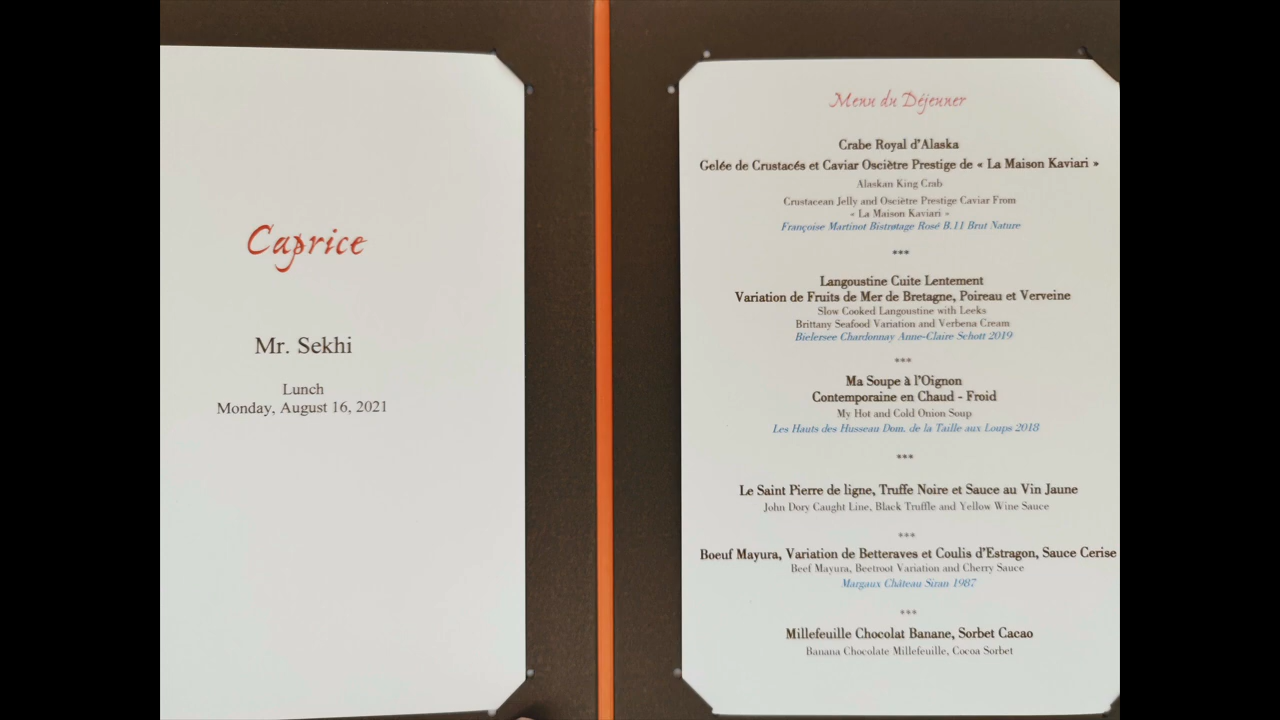 Caprice
Mr. Sekhi
Lunch
Monday, August 16, 2021
Menu du Déjeuner
Crabe Royal d'Alaska
Gelée de Crustacés et Caviar Osciètre Prestige de « La Maison Kaviari »
Alaskan King Crab
Crustacean Jelly and Osciètre Prestige Caviar From
« La Maison Kaviari »
Françoise Martinot Bistrotage Rosé B.11 Brut Nature
***
Langoustine Cuite Lentement
Variation de Fruits de Mer de Bretagne, Poireau et Verveine
Slow Cooked Langoustine with Leeks
Brittany Seafood Variation and Verbena Cream
Bielersee Chardonnay Anne-Claire Schott 2019
***
Ma Soupe à l'Oignon
Contemporaine en Chaud - Froid
My Hot and Cold Onion Soup
Les Hauts des Husseau Dom. de la Taille aux Loups 2018
***
Le Saint Pierre de ligne, Truffe Noire et Sauce au Vin Jaune
John Dory Caught Line, Black Truffle and Yellow Wine Sauce
***
Boeuf Mayura, Variation de Betteraves et Coulis d'Estragon, Sauce Cerise
Beef Mayura, Beetroot Variation and Cherry Sauce
Margaux Château Siran 1987
***
Millefeuille Chocolat Banane, Sorbet Cacao
Banana Chocolate Millefeuille, Cocoa Sorbet